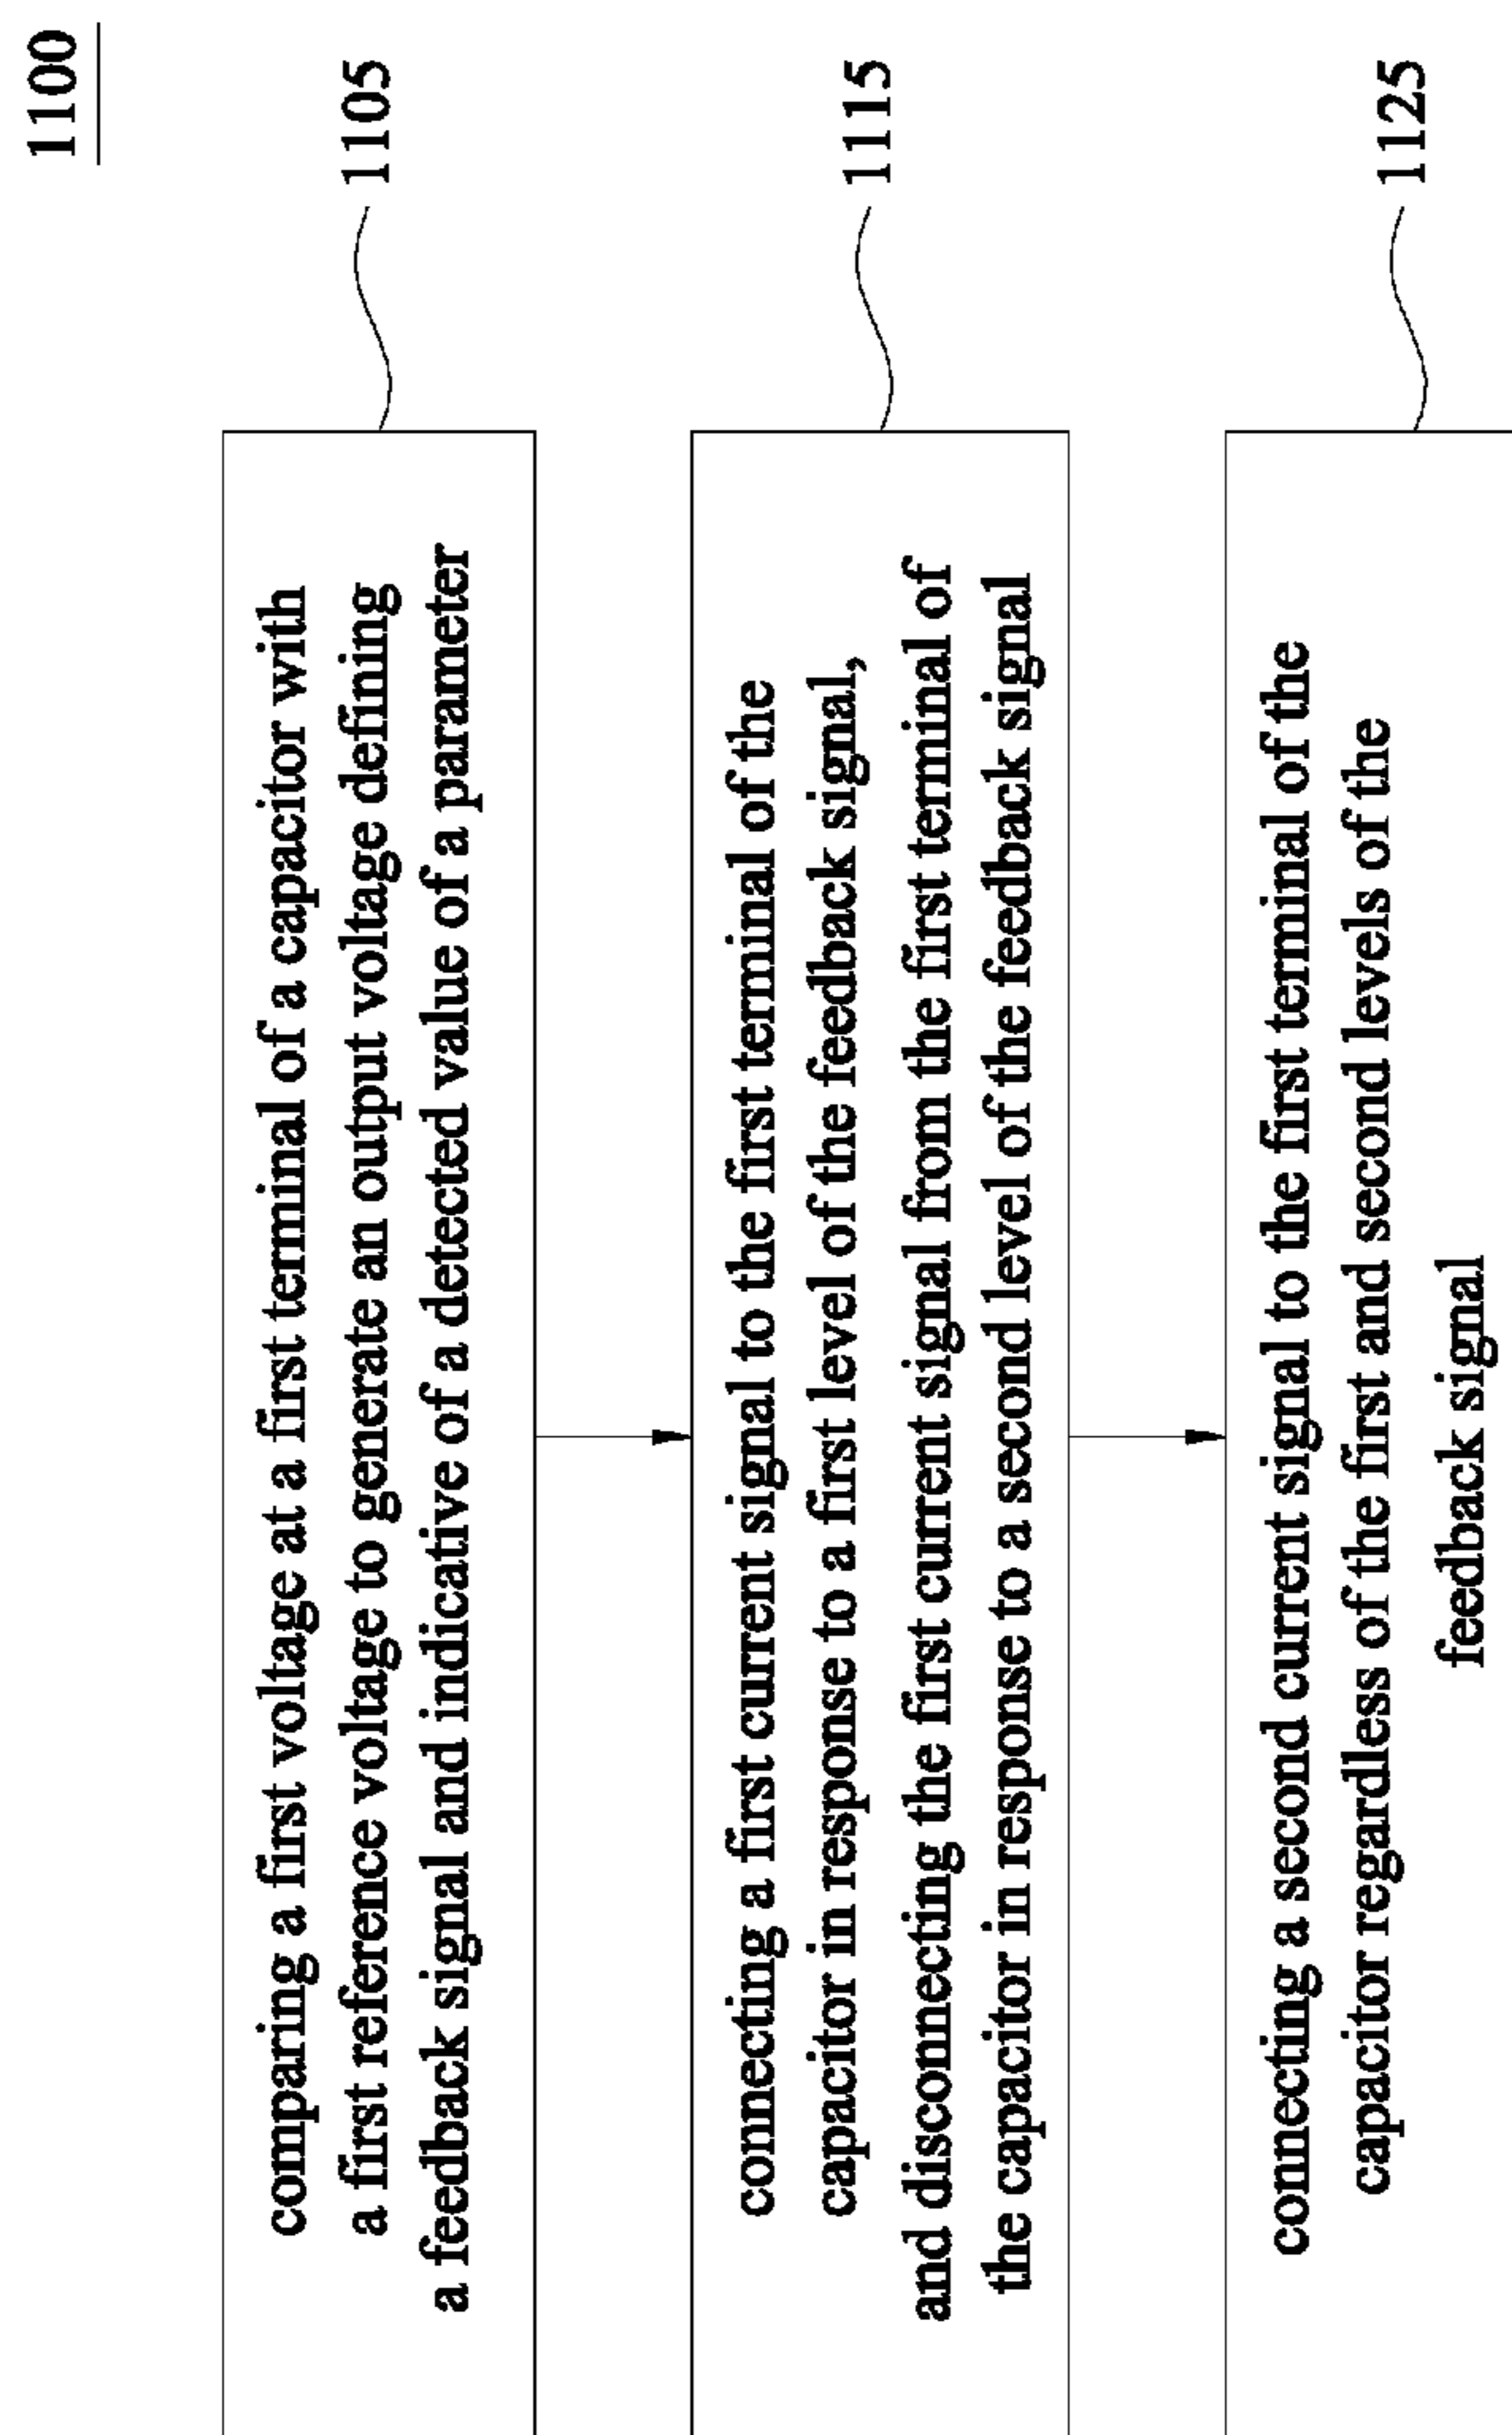 1100
comparing a first voltage at a first terminal of a capacitor with
a first reference voltage to generate an output voltage defining
a feedback signal and indicative of a detected value of a parameter
1105
connecting a first current signal to the first terminal of the
capacitor in response to a first level of the feedback signal,
and disconnecting the first current signal from the first terminal of
the capacitor in response to a second level of the feedback signal
1115
connecting a second current signal to the first terminal of the
capacitor regardless of the first and second levels of the
feedback signal
1125